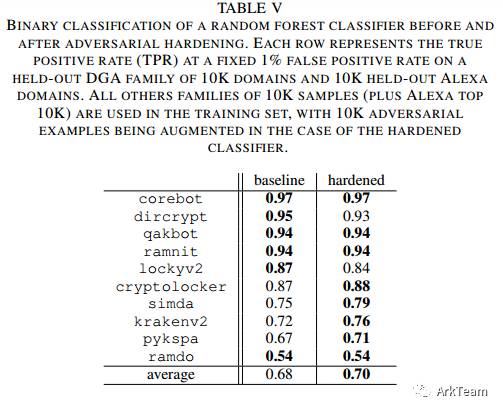 TABLE V
BINARY CLASSIFICATION OF A RANDOM FOREST CLASSIFIER BEFORE AND
AFTER ADVERSARIAL HARDENING. EACH ROW REPRESENTS THE TRUE
POSITIVE RATE (TPR) AT A FIXED 1% FALSE POSITIVE RATE ON A
HELD-OUT DGA FAMILY OF 10K DOMAINS AND 10K HELD-OUT ALEXA
DOMAINS. ALL OTHERS FAMILIES OF 10K SAMPLES (PLUS ALEXA TOP
10K) ARE USED IN THE TRAINING SET, WITH 10K ADVERSARIAL
EXAMPLES BEING AUGMENTED IN THE CASE OF THE HARDENED
CLASSIFIER.
baseline hardened
corebot 0.97 0.97
dircrypt 0.95 0.93
qakbot 0.94 0.94
ramnit 0.94 0.94
lockyv2 0.87 0.84
cryptolocker 0.87 0.88
simda 0.75 0.79
krakenv2 0.72 0.76
pykspa 0.67 0.71
ramdo 0.54 0.54
average 0.68 0.70
ArkTeam